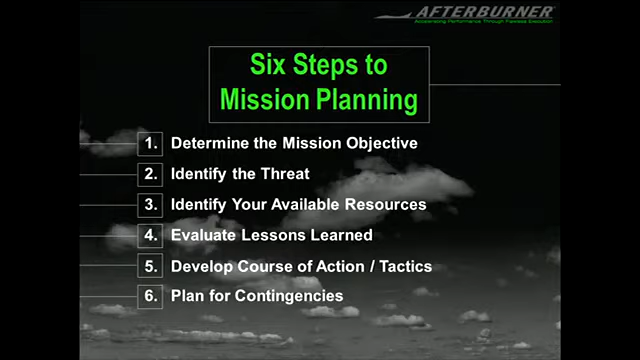 AFTERBURNER
Accelerating Performance Through Flawless Execution
Six Steps to
Mission Planning
1. Determine the Mission Objective
2. Identify the Threat
3. Identify Your Available Resources
4. Evaluate Lessons Learned
5. Develop Course of Action / Tactics
6. Plan for Contingencies